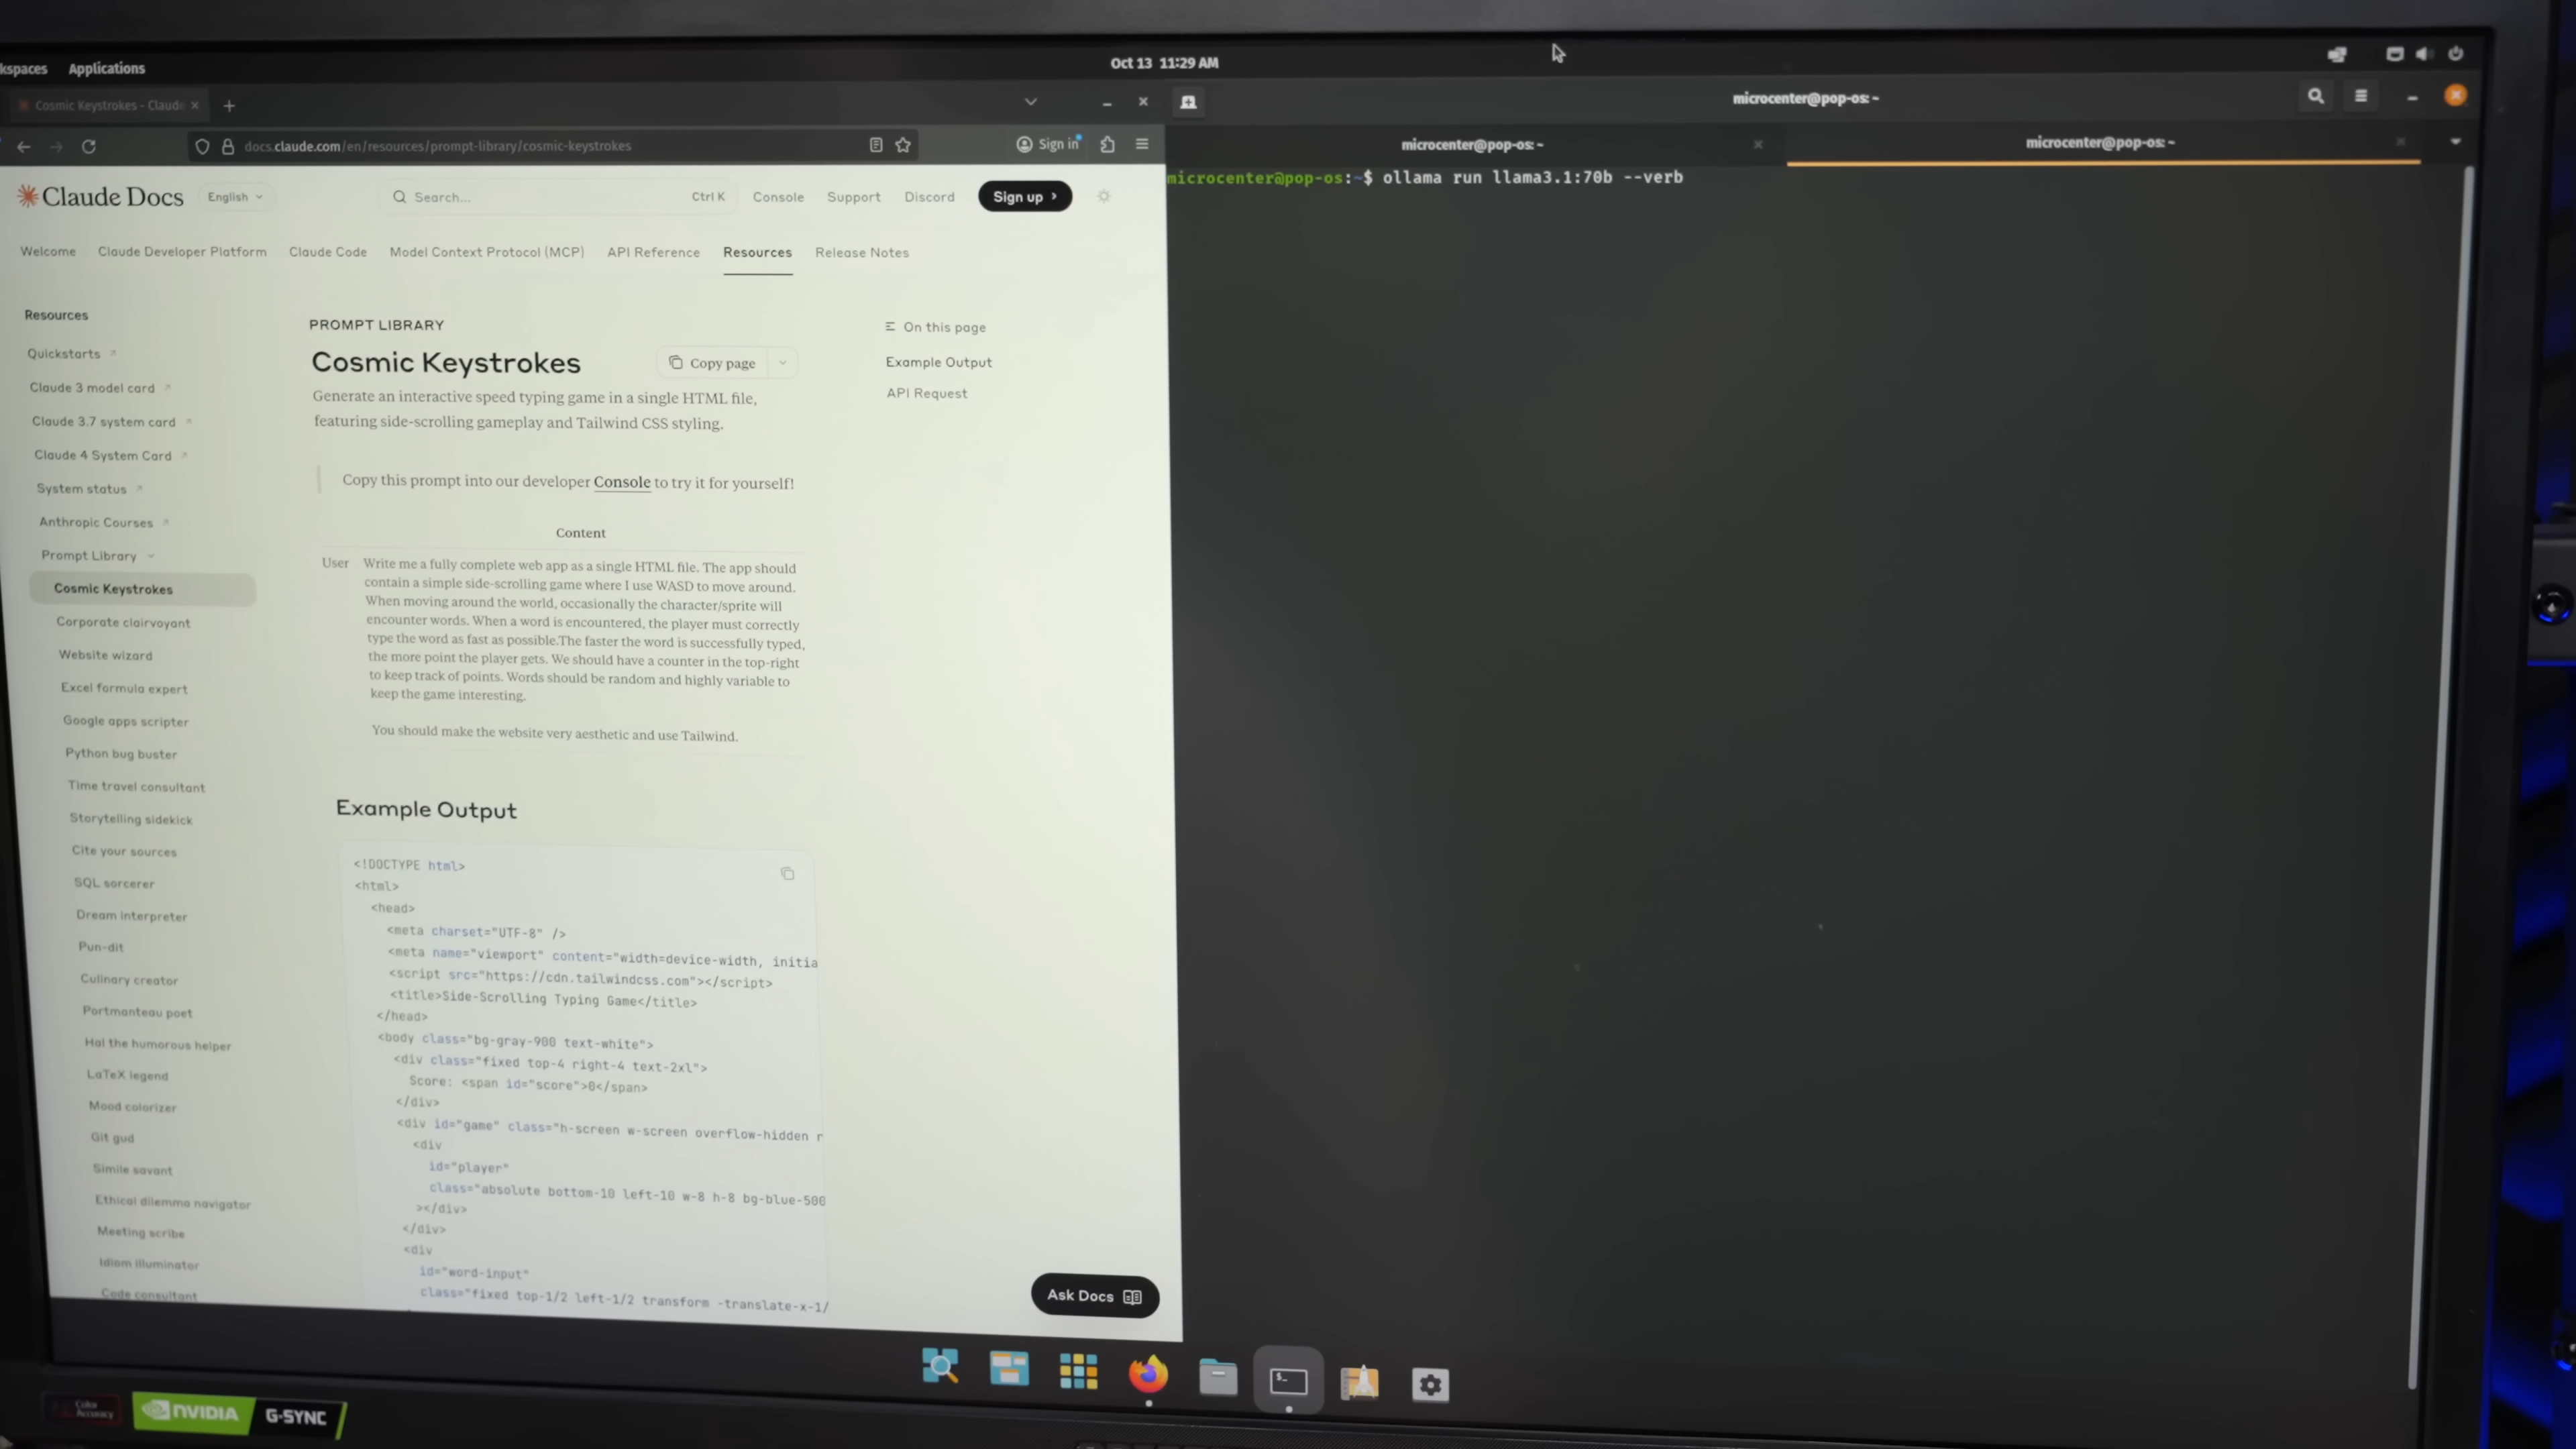 kspaces Applications
Oct 13 11:29 AM
Cosmic Keystrokes - Claude
docs.claude.com/en/resources/prompt-library/cosmic-keystrokes
Sign in
Claude Docs
English
Search...
Ctrl K
Console
Support
Discord
Sign up
Welcome
Claude Developer Platform
Claude Code
Model Context Protocol (MCP)
API Reference
Resources
Release Notes
Resources
Quickstarts
Claude 3 model card
Claude 3.7 system card
Claude 4 System Card
System status
Anthropic Courses
Prompt Library
Cosmic Keystrokes
Corporate clairvoyant
Website wizard
Excel formula expert
Google apps scripter
Python bug buster
Time travel consultant
Storytelling sidekick
Cite your sources
SQL sorcerer
Dream interpreter
Pun-dit
Culinary creator
Portmanteau poet
Hal the humorous helper
LaTeX legend
Mood colorizer
Git gud
Simile savant
Ethical dilemma navigator
Meeting scribe
Idiom illuminator
Code consultant
PROMPT LIBRARY
Cosmic Keystrokes
Copy page
Generate an interactive speed typing game in a single HTML file,
featuring side-scrolling gameplay and Tailwind CSS styling.
Copy this prompt into our developer Console to try it for yourself!
Content
User
Write me a fully complete web app as a single HTML file. The app should
contain a simple side-scrolling game where I use WASD to move around.
When moving around the world, occasionally the character/sprite will
encounter words. When a word is encountered, the player must correctly
type the word as fast as possible.The faster the word is successfully typed,
the more point the player gets. We should have a counter in the top-right
to keep track of points. Words should be random and highly variable to
keep the game interesting.
You should make the website very aesthetic and use Tailwind.
Example Output
<!DOCTYPE html>
<html>
<head>
<meta charset="UTF-8" />
<meta name="viewport" content="width=device-width, initia
<script src="https://cdn.tailwindcss.com"></script>
<title>Side-Scrolling Typing Game</title>
</head>
<body class="bg-gray-900 text-white">
<div class="fixed top-4 right-4 text-2xl">
Score: <span id="score">0</span>
</div>
<div id="game" class="h-screen w-screen overflow-hidden r
<div
id="player"
class="absolute bottom-10 left-10 w-8 h-8 bg-blue-500
></div>
</div>
<div
id="word-input"
class="fixed top-1/2 left-1/2 transform -translate-x-1/
On this page
Example Output
API Request
Ask Docs
microcenter@pop-os: ~
microcenter@pop-os: ~
microcenter@pop-os: ~
microcenter@pop-os:~$ ollama run llama3.1:70b --verb
Color
Accuracy
NVIDIA G-SYNC